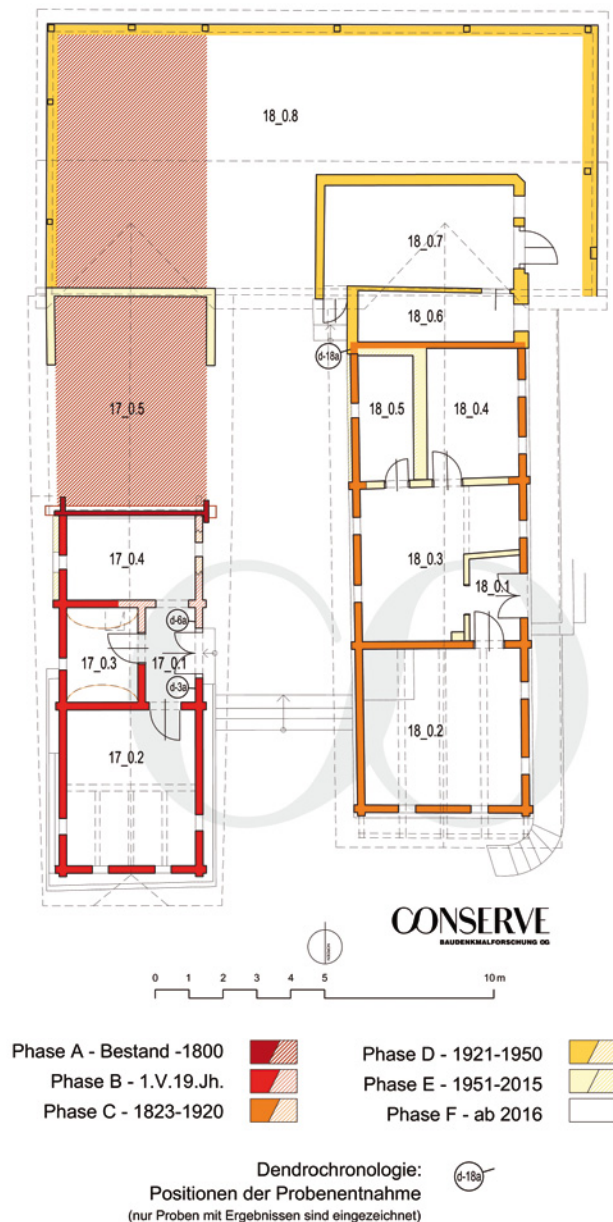 18_0.8
18_0.7
18_0.6
d-18a
17_0.5
18_0.5
18_0.4
17_0.4
18_0.3
18_0.1
d-6a
17_0.3
17_0.1
d-3a
18_0.2
17_0.2
CONSERVE
BAUDENKMALFORSCHUNG OG
0 1 2 3 4 5 10 m
Phase A - Bestand -1800
Phase B - 1.V.19.Jh.
Phase C - 1823-1920
Phase D - 1921-1950
Phase E - 1951-2015
Phase F - ab 2016
Dendrochronologie:
d-18a
Positionen der Probenentnahme
(nur Proben mit Ergebnissen sind eingezeichnet)